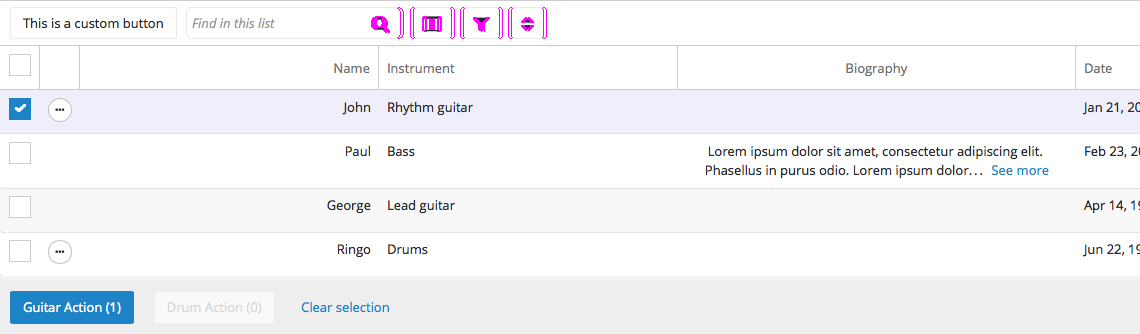 This is a custom button Find in this list
Name Instrument Biography Date
John Rhythm guitar Jan 21, 20
Paul Bass Lorem ipsum dolor sit amet, consectetur adipiscing elit. Feb 23, 20
Phasellus in purus odio. Lorem ipsum dolor... See more
George Lead guitar Apr 14, 19
Ringo Drums Jun 22, 19
Guitar Action (1) Drum Action (0) Clear selection